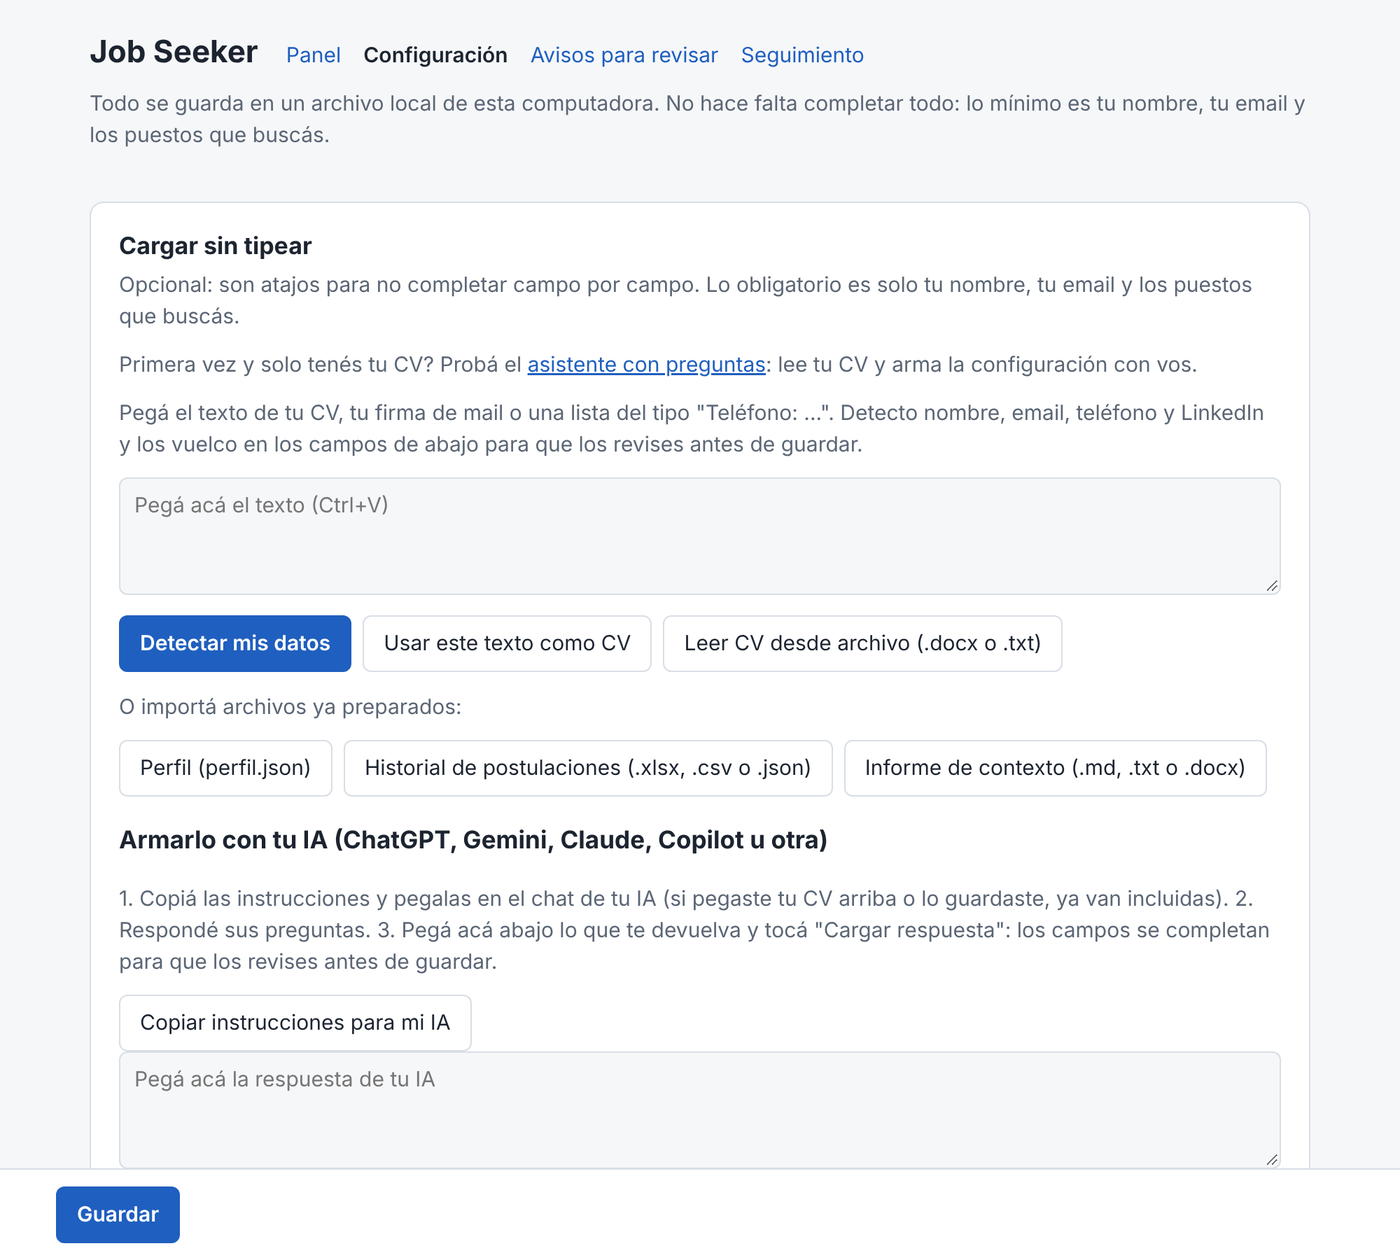 Job Seeker Panel Configuración Avisos para revisar Seguimiento
Todo se guarda en un archivo local de esta computadora. No hace falta completar todo: lo mínimo es tu nombre, tu email y
los puestos que buscás.
Cargar sin tipear
Opcional: son atajos para no completar campo por campo. Lo obligatorio es solo tu nombre, tu email y los puestos
que buscás.
Primera vez y solo tenés tu CV? Probá el asistente con preguntas: lee tu CV y arma la configuración con vos.
Pegá el texto de tu CV, tu firma de mail o una lista del tipo "Teléfono: ...". Detecto nombre, email, teléfono y LinkedIn
y los vuelco en los campos de abajo para que los revises antes de guardar.
Pegá acá el texto (Ctrl+V)
Detectar mis datos Usar este texto como CV Leer CV desde archivo (.docx o .txt)
O importá archivos ya preparados:
Perfil (perfil.json) Historial de postulaciones (.xlsx, .csv o .json) Informe de contexto (.md, .txt o .docx)
Armarlo con tu IA (ChatGPT, Gemini, Claude, Copilot u otra)
1. Copiá las instrucciones y pegalas en el chat de tu IA (si pegaste tu CV arriba o lo guardaste, ya van incluidas). 2.
Respondé sus preguntas. 3. Pegá acá abajo lo que te devuelva y tocá "Cargar respuesta": los campos se completan
para que los revises antes de guardar.
Copiar instrucciones para mi IA
Pegá acá la respuesta de tu IA
Guardar